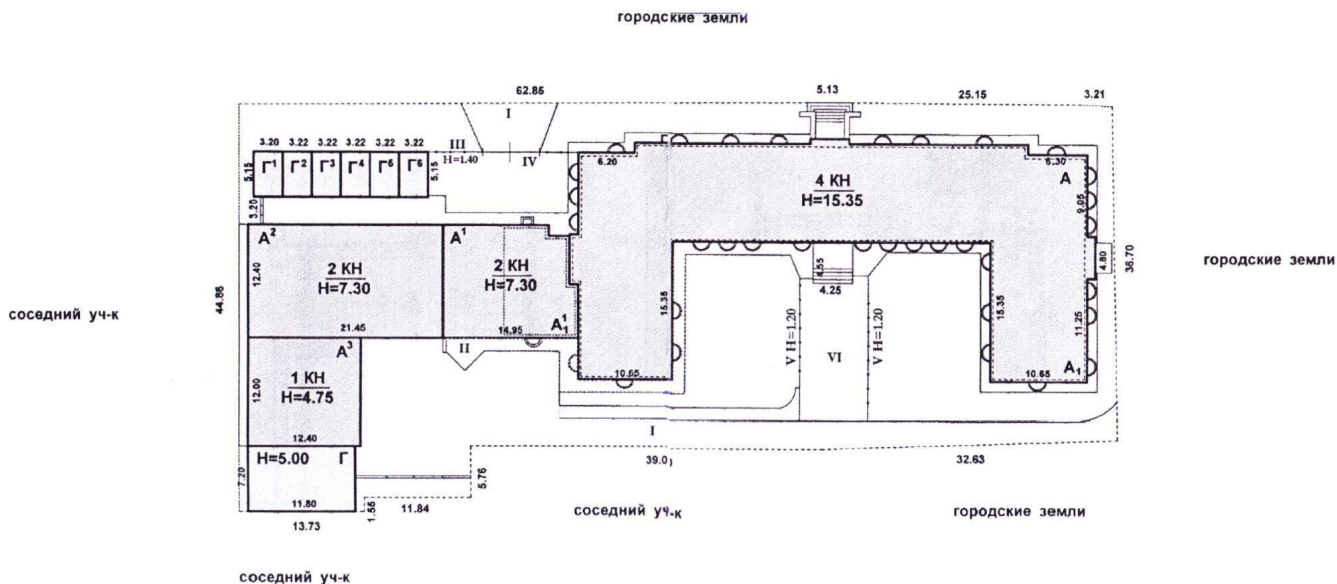 городские земли
62.85
5.13
25.15
3.21
I
3.20 3.22 3.22 3.22 3.22 3.22
III
H=1.40
IV
5.15
Г1 Г2 Г3 Г4 Г5 Г6
5.15
6.20
4 КН
H=15.35
6.30
А
9.05
3.20
А2
2 КН
H=7.30
12.40
21.45
А1
2 КН
H=7.30
14.95
А11
4.55
4.25
4.80
36.70
городские земли
44.86
соседний уч-к
15.35
V H=1.20
VI
V H=1.20
15.35
11.25
II
А3
1 КН
H=4.75
12.00
12.40
10.65
10.65
А1
I
H=5.00 Г
7.20
11.80
13.73
1.55
11.84
5.76
39.0
32.63
соседний уч-к
городские земли
соседний уч-к